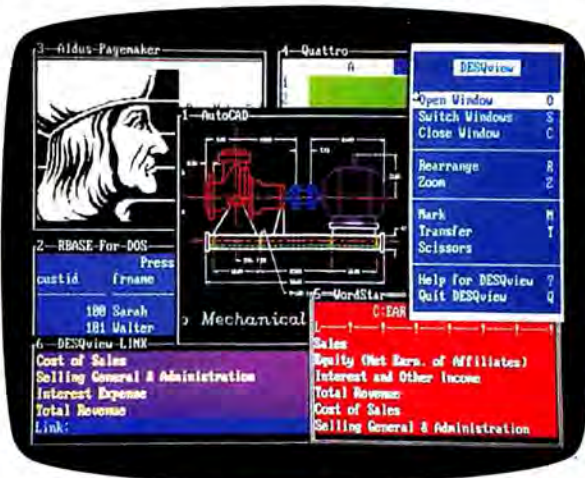 3-Aldus-Pagemaker
4-Quattro
A
1
2
1-AutoCAD
2-RBASE-For-DOS
Press
custid frname
100 Sarah
101 Walter
Mechanical
5-WordStar
C:EAR
Sales
Equity (Net Earn. of Affiliates)
Interest and Other Income
Total Revenue
Cost of Sales
Selling General & Administration
6-DESQview-LINK
Cost of Sales
Selling General & Administration
Interest Expense
Total Revenue
Link:
DESQview
Open Window O
Switch Windows S
Close Window C
Rearrange R
Zoom Z
Mark M
Transfer T
Scissors
Help for DESQview ?
Quit DESQview Q